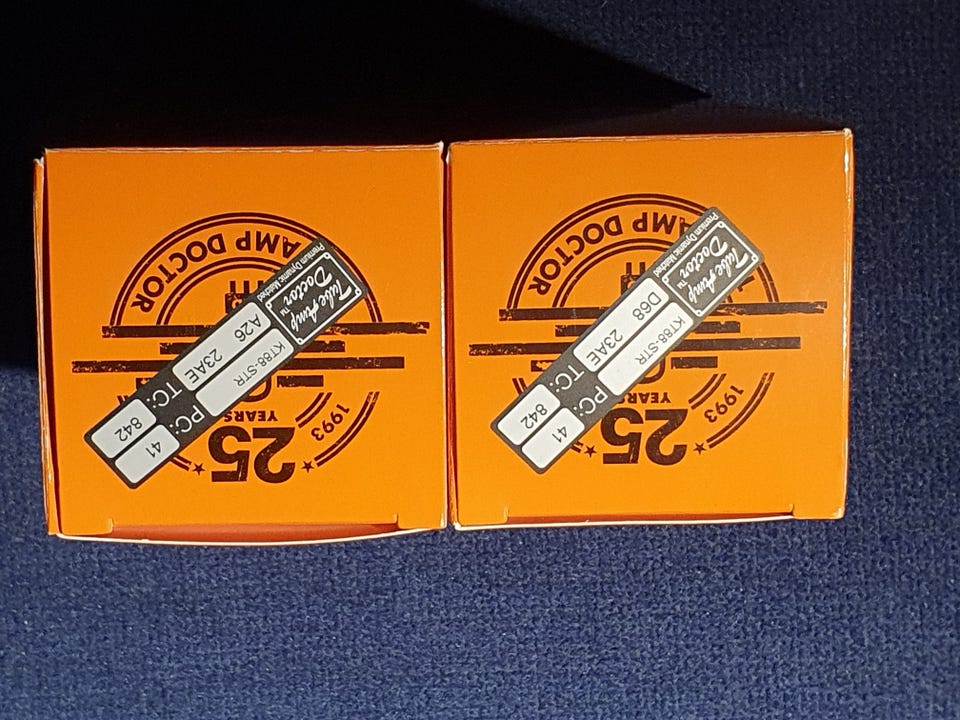 AMP DOCTOR
Tube Amp
Doctor ™
Premium Dynamic Matched
KT88-STR
A26 23AE
PC: 41
TC: 842
1993
25
YEARS
AMP DOCTOR
Tube Amp
Doctor ™
Premium Dynamic Matched
KT88-STR
D68 23AE
PC: 41
TC: 842
1993
25
YEARS